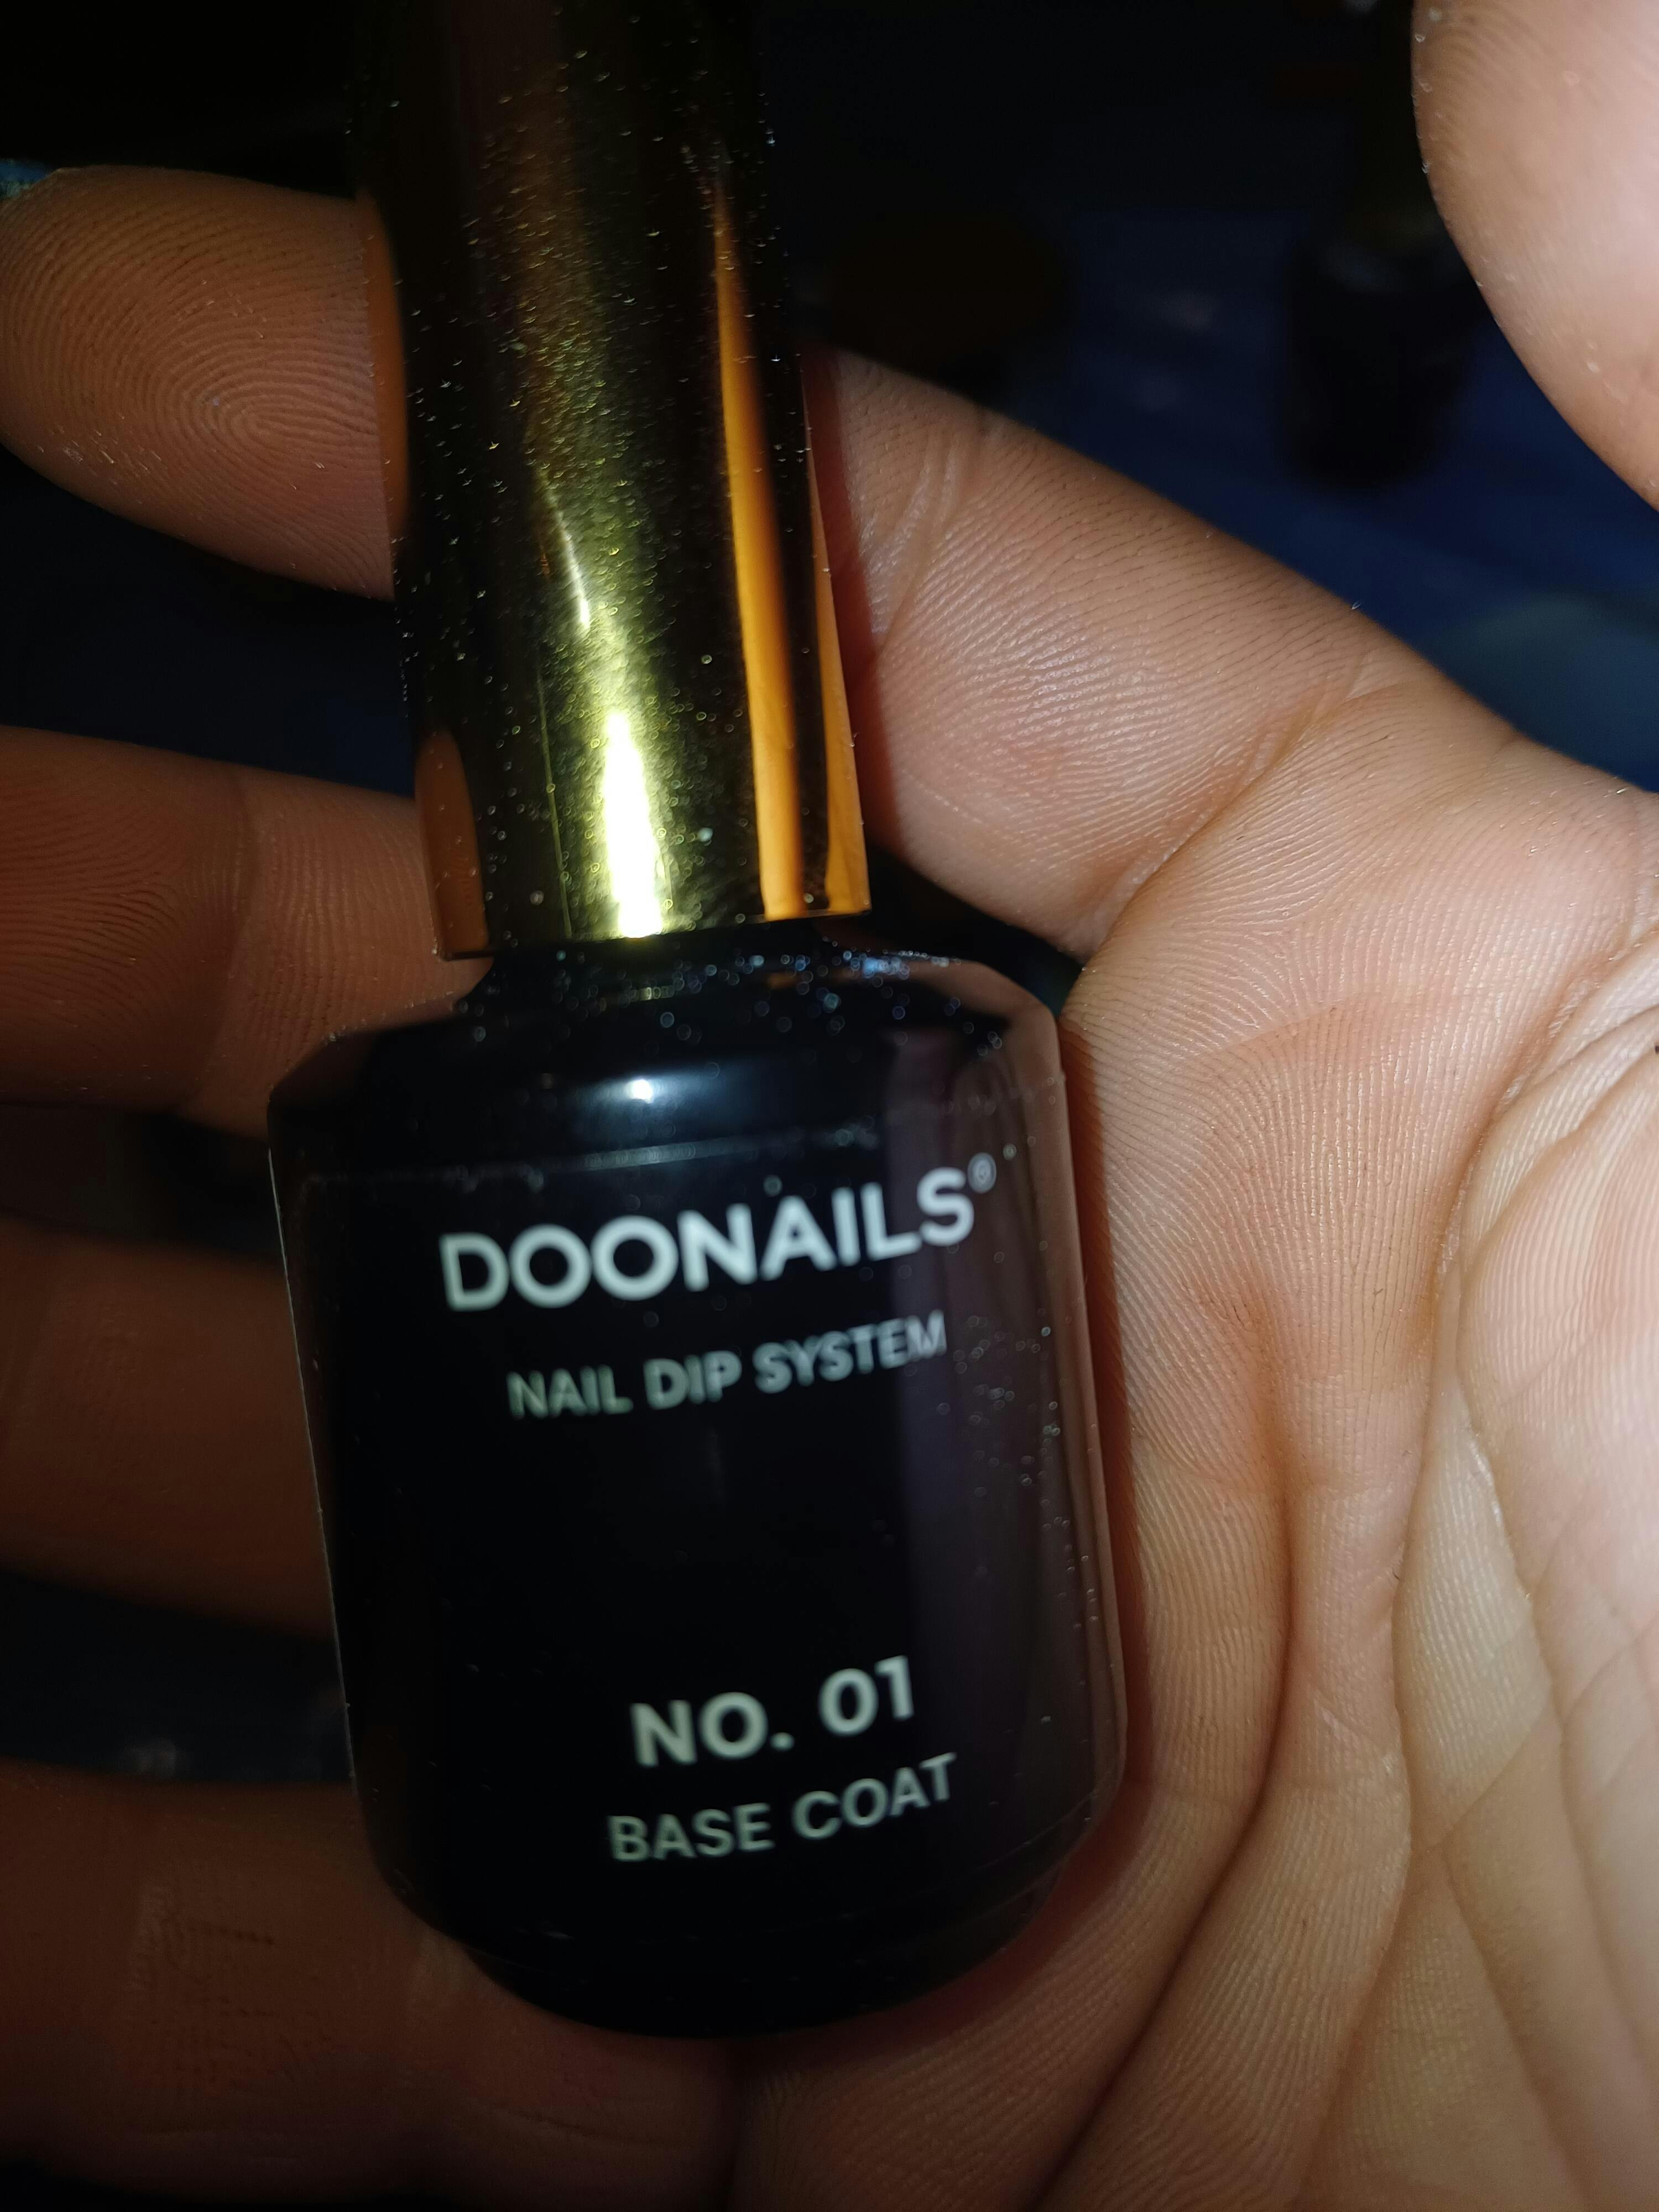 DOONAILS®
NAIL DIP SYSTEM
NO. 01
BASE COAT